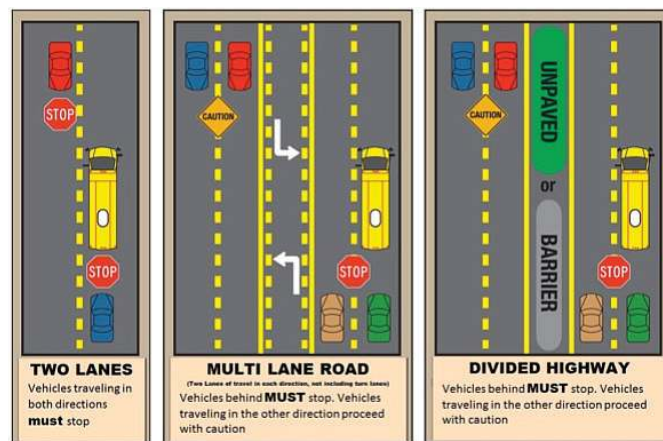 STOP
STOP
TWO LANES
Vehicles traveling in
both directions
must stop
CAUTION
STOP
MULTI LANE ROAD
(Two Lanes of travel in each direction, not including turn lanes)
Vehicles behind MUST stop. Vehicles
traveling in the other direction proceed
with caution
CAUTION
UNPAVED
or
BARRIER
STOP
DIVIDED HIGHWAY
Vehicles behind MUST stop. Vehicles
traveling in the other direction proceed
with caution